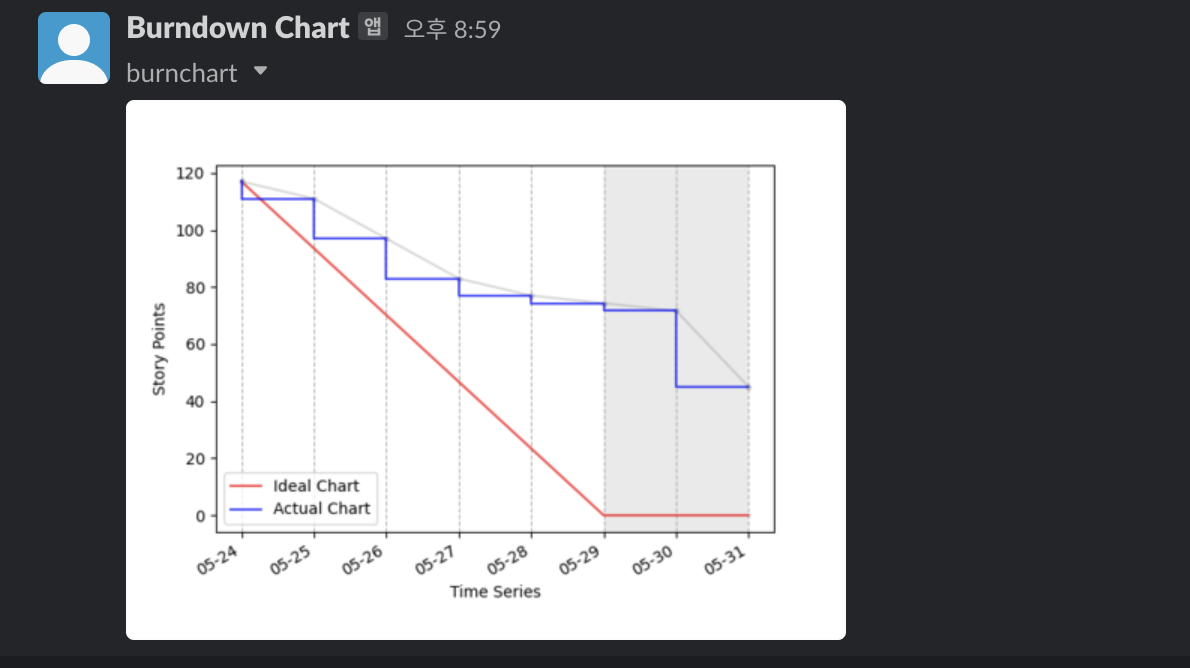 Burndown Chart 앱 오후 8:59
burnchart
120
100
80
60
40
20
0
Story Points
Ideal Chart
Actual Chart
05-24 05-25 05-26 05-27 05-28 05-29 05-30 05-31
Time Series